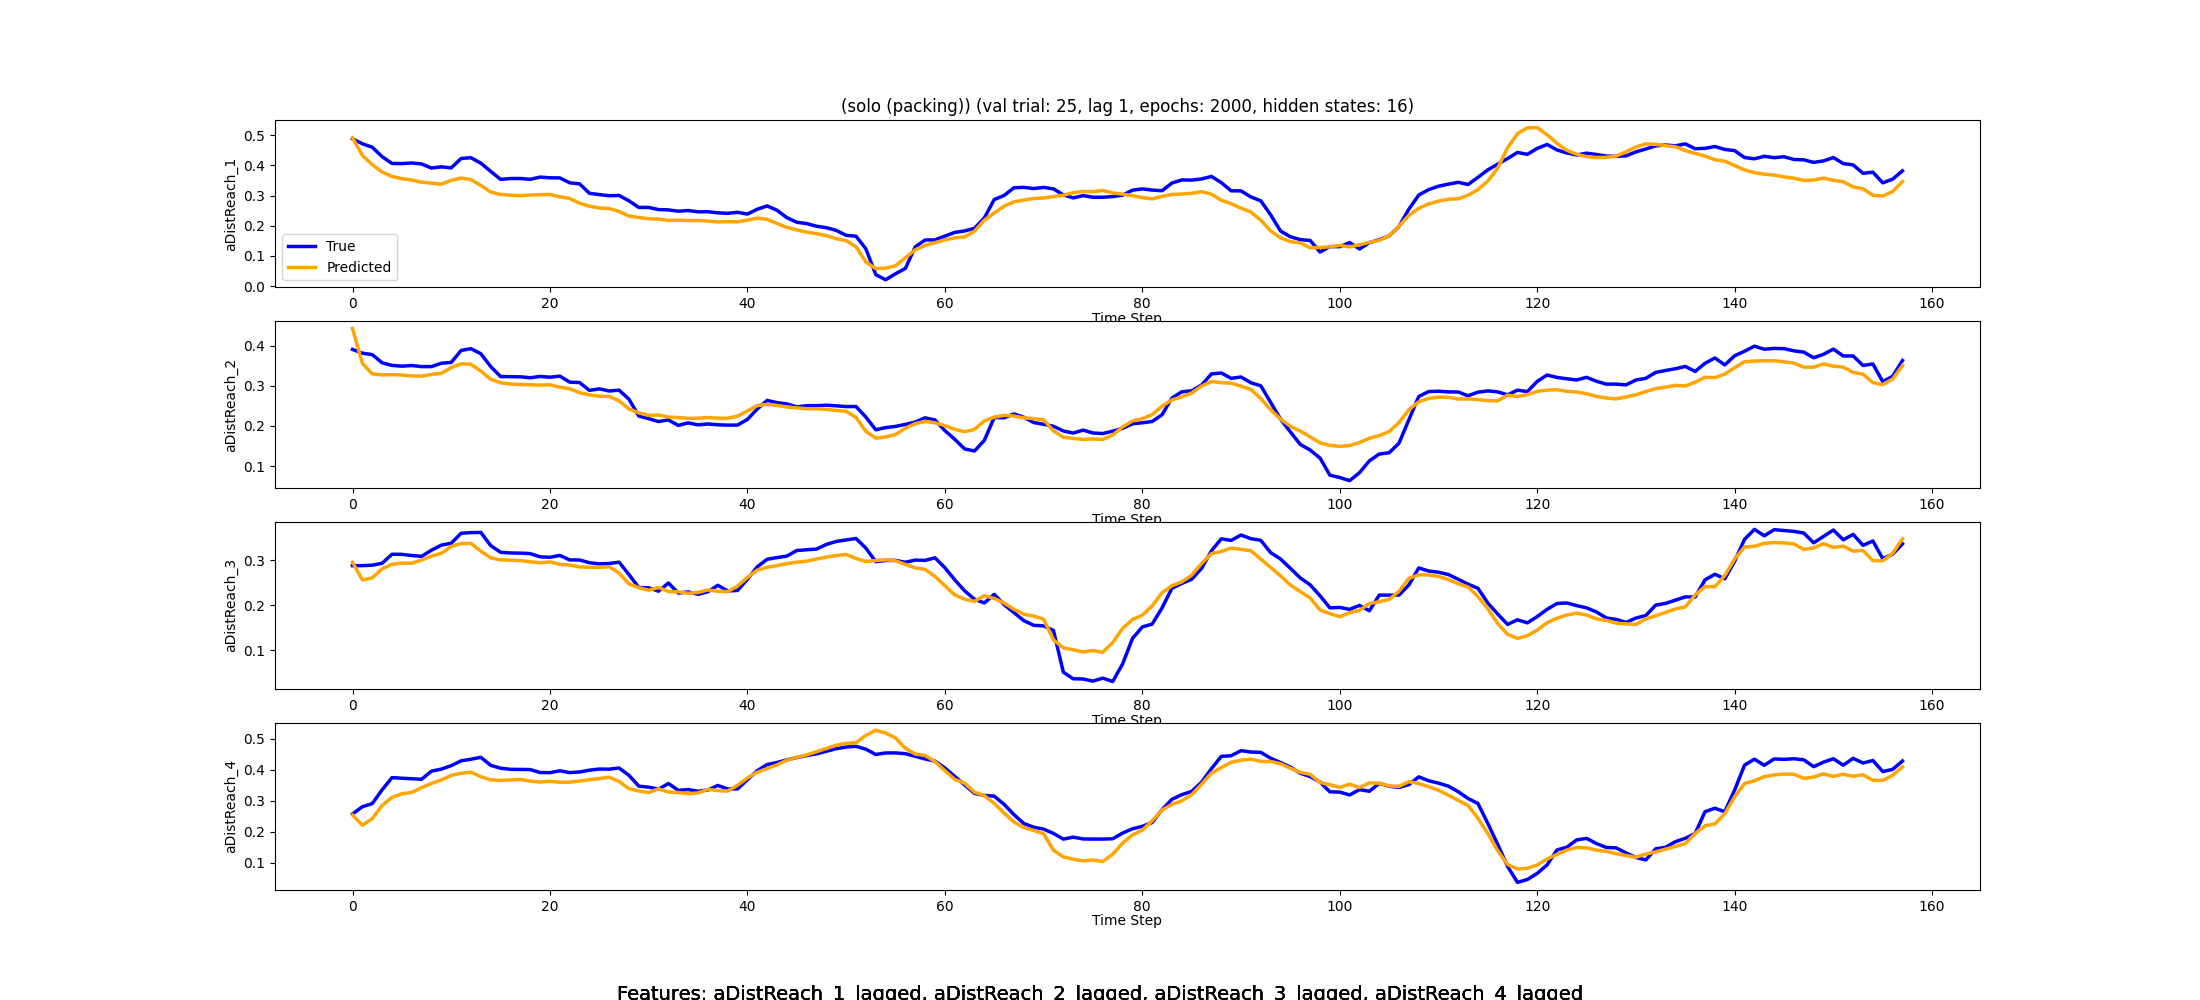 (solo (packing)) (val trial: 25, lag 1, epochs: 2000, hidden states: 16)
aDistReach_1
0.5
0.4
0.3
0.2
0.1
0.0
True
Predicted
0 20 40 60 80 100 120 140 160
Time Step
aDistReach_2
0.4
0.3
0.2
0.1
0 20 40 60 80 100 120 140 160
Time Step
aDistReach_3
0.3
0.2
0.1
0 20 40 60 80 100 120 140 160
Time Step
aDistReach_4
0.5
0.4
0.3
0.2
0.1
0 20 40 60 80 100 120 140 160
Time Step
Features: aDistReach_1_lagged, aDistReach_2_lagged, aDistReach_3_lagged, aDistReach_4_lagged